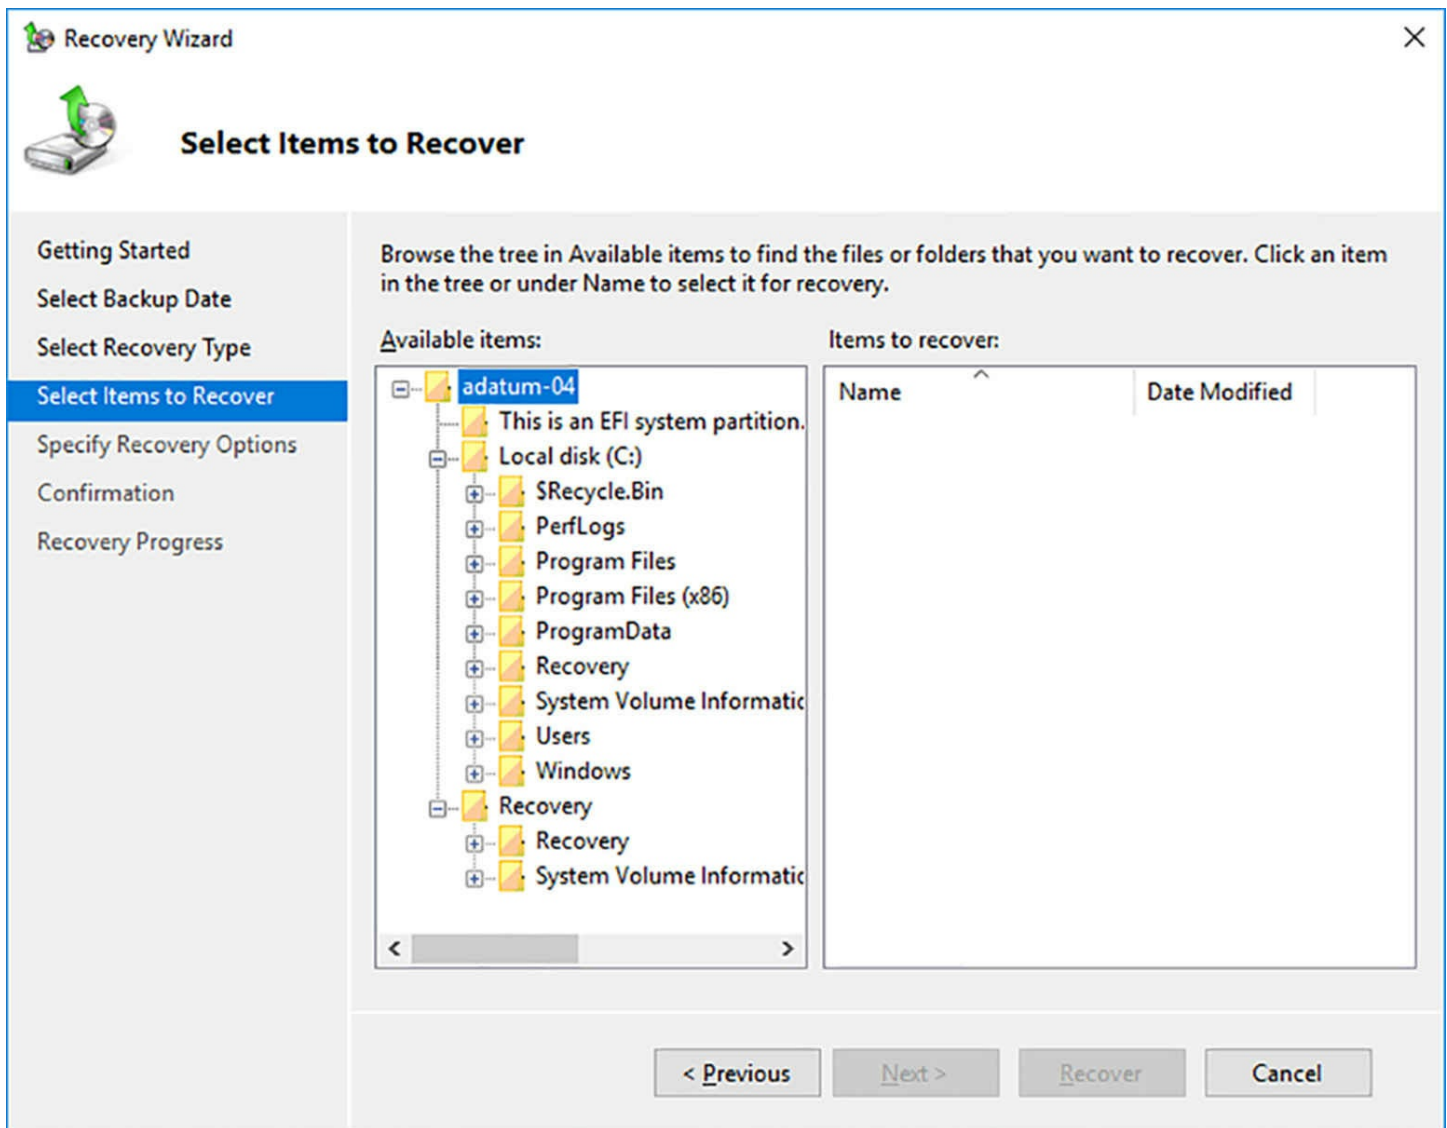 Recovery Wizard
Select Items to Recover
Getting Started
Select Backup Date
Select Recovery Type
Select Items to Recover
Specify Recovery Options
Confirmation
Recovery Progress
Browse the tree in Available items to find the files or folders that you want to recover. Click an item
in the tree or under Name to select it for recovery.
Available items:
adatum-04
This is an EFI system partition.
Local disk (C:)
$Recycle.Bin
PerfLogs
Program Files
Program Files (x86)
ProgramData
Recovery
System Volume Informatic
Users
Windows
Recovery
Recovery
System Volume Informatic
Items to recover:
Name
Date Modified
< Previous
Next >
Recover
Cancel